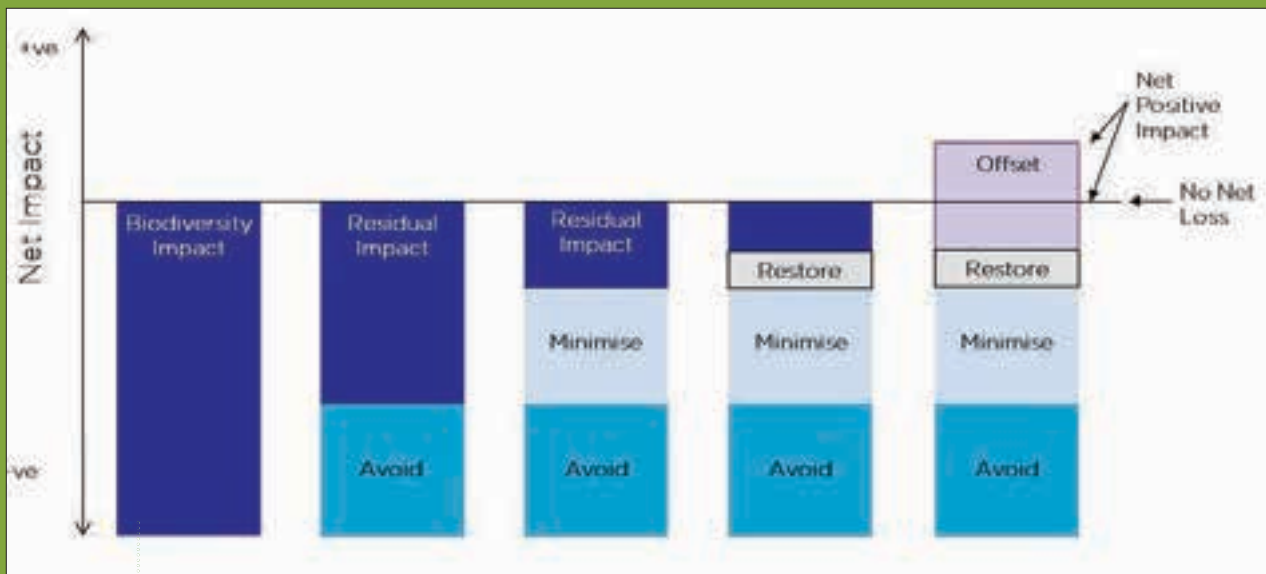 +ve
Net Impact
-ve
Biodiversity
Impact
Residual
Impact
Avoid
Residual
Impact
Minimise
Avoid
Restore
Minimise
Avoid
Offset
Restore
Minimise
Avoid
Net
Positive
Impact
No Net
Loss